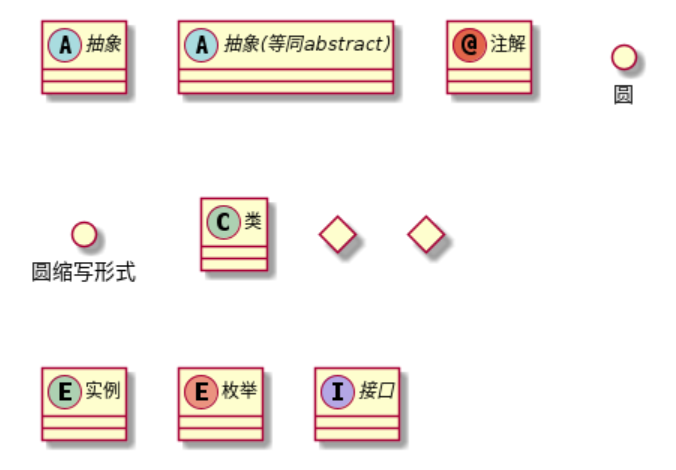 A 抽象
A 抽象(等同abstract)
@ 注解
圆
圆缩写形式
C 类
E 实例
E 枚举
I 接口